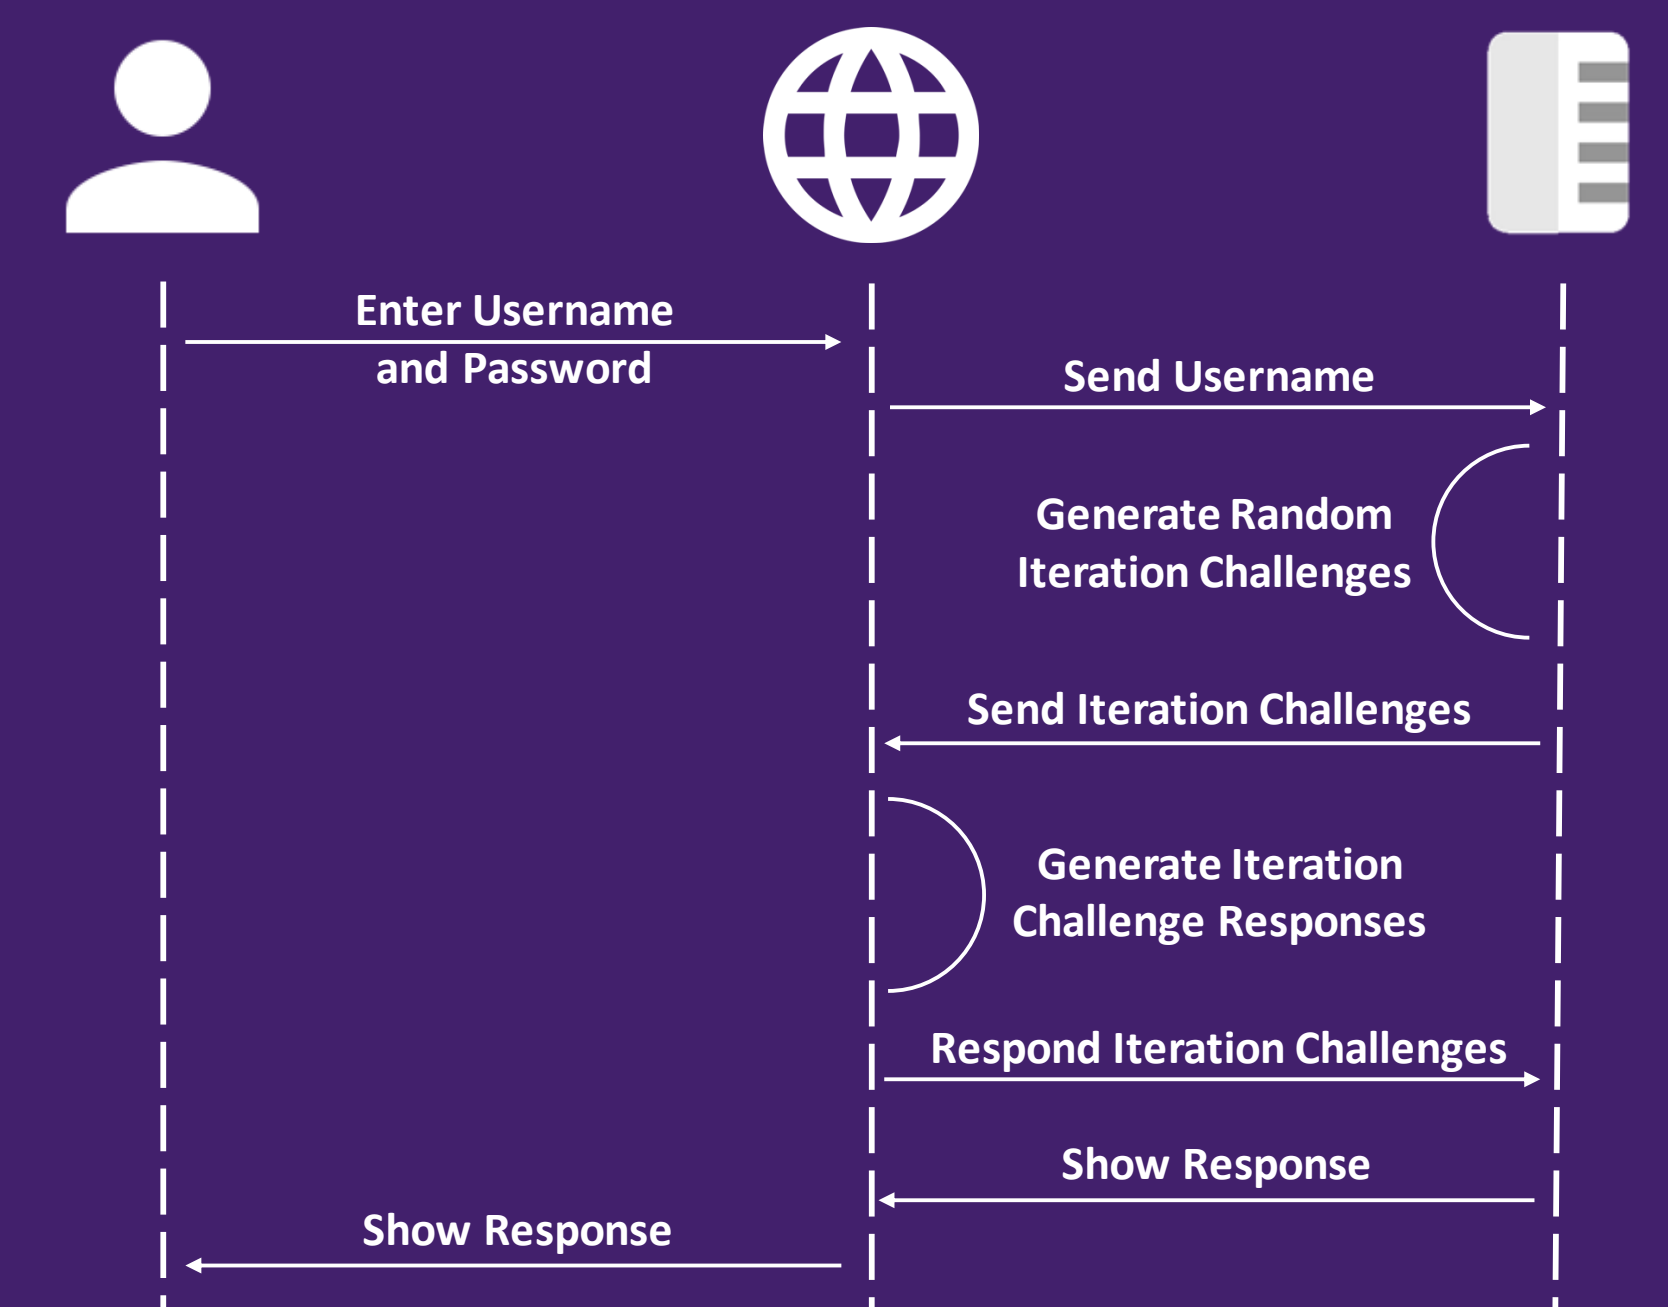 Enter Username
and Password
Send Username
Generate Random
Iteration Challenges
Send Iteration Challenges
Generate Iteration
Challenge Responses
Respond Iteration Challenges
Show Response
Show Response